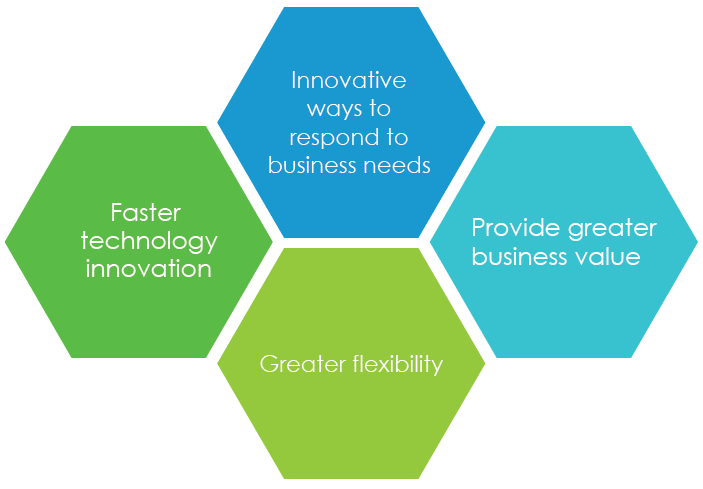 Innovative
ways to
respond to
business needs
Faster
technology
innovation
Provide greater
business value
Greater flexibility